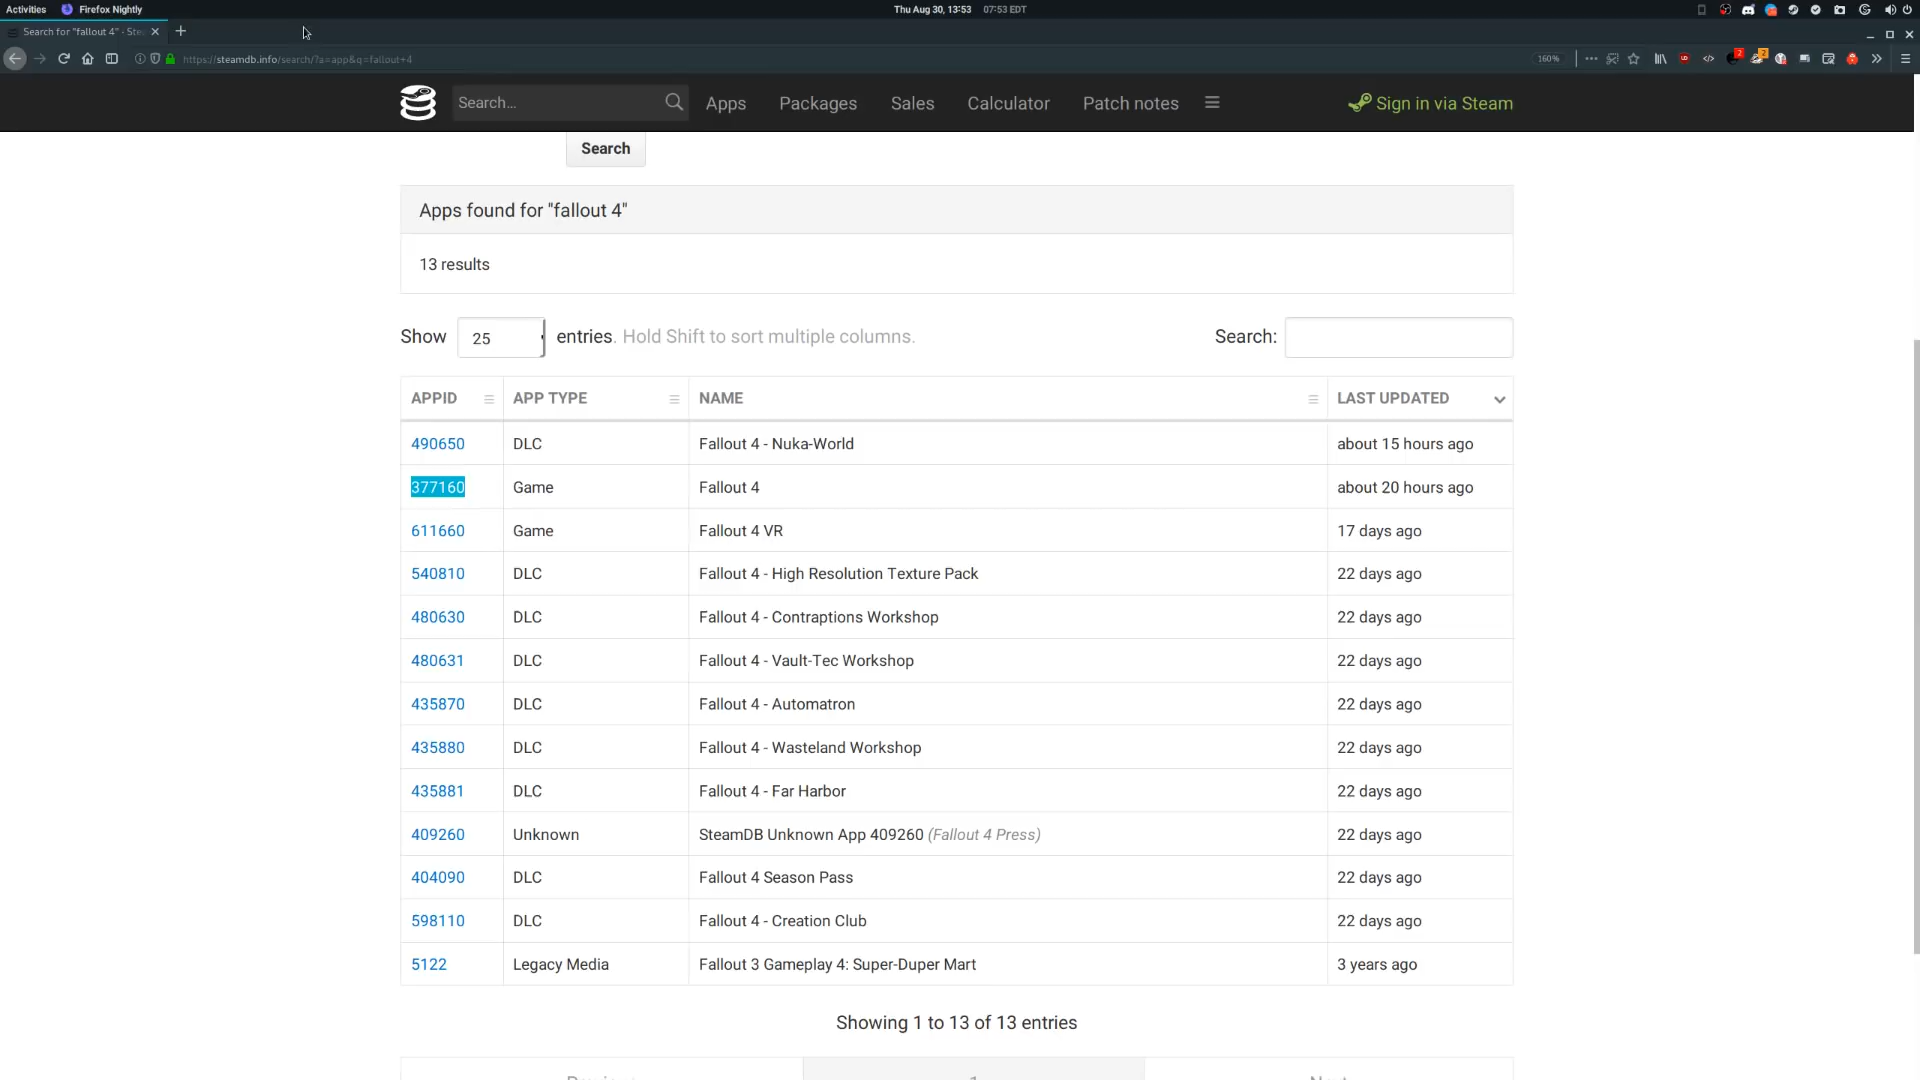 Activities Firefox Nightly Thu Aug 30, 13:53 07:53 EDT
Search for "fallout 4" - Ste
https://steamdb.info/search/?a=app&q=fallout+4 160% 2 2
Search... Apps Packages Sales Calculator Patch notes Sign in via Steam
Search
Apps found for "fallout 4"
13 results
Show 25 entries. Hold Shift to sort multiple columns. Search:
APPID APP TYPE NAME LAST UPDATED
490650 DLC Fallout 4 - Nuka-World about 15 hours ago
377160 Game Fallout 4 about 20 hours ago
611660 Game Fallout 4 VR 17 days ago
540810 DLC Fallout 4 - High Resolution Texture Pack 22 days ago
480630 DLC Fallout 4 - Contraptions Workshop 22 days ago
480631 DLC Fallout 4 - Vault-Tec Workshop 22 days ago
435870 DLC Fallout 4 - Automatron 22 days ago
435880 DLC Fallout 4 - Wasteland Workshop 22 days ago
435881 DLC Fallout 4 - Far Harbor 22 days ago
409260 Unknown SteamDB Unknown App 409260 (Fallout 4 Press) 22 days ago
404090 DLC Fallout 4 Season Pass 22 days ago
598110 DLC Fallout 4 - Creation Club 22 days ago
5122 Legacy Media Fallout 3 Gameplay 4: Super-Duper Mart 3 years ago
Showing 1 to 13 of 13 entries
Previous 1 Next